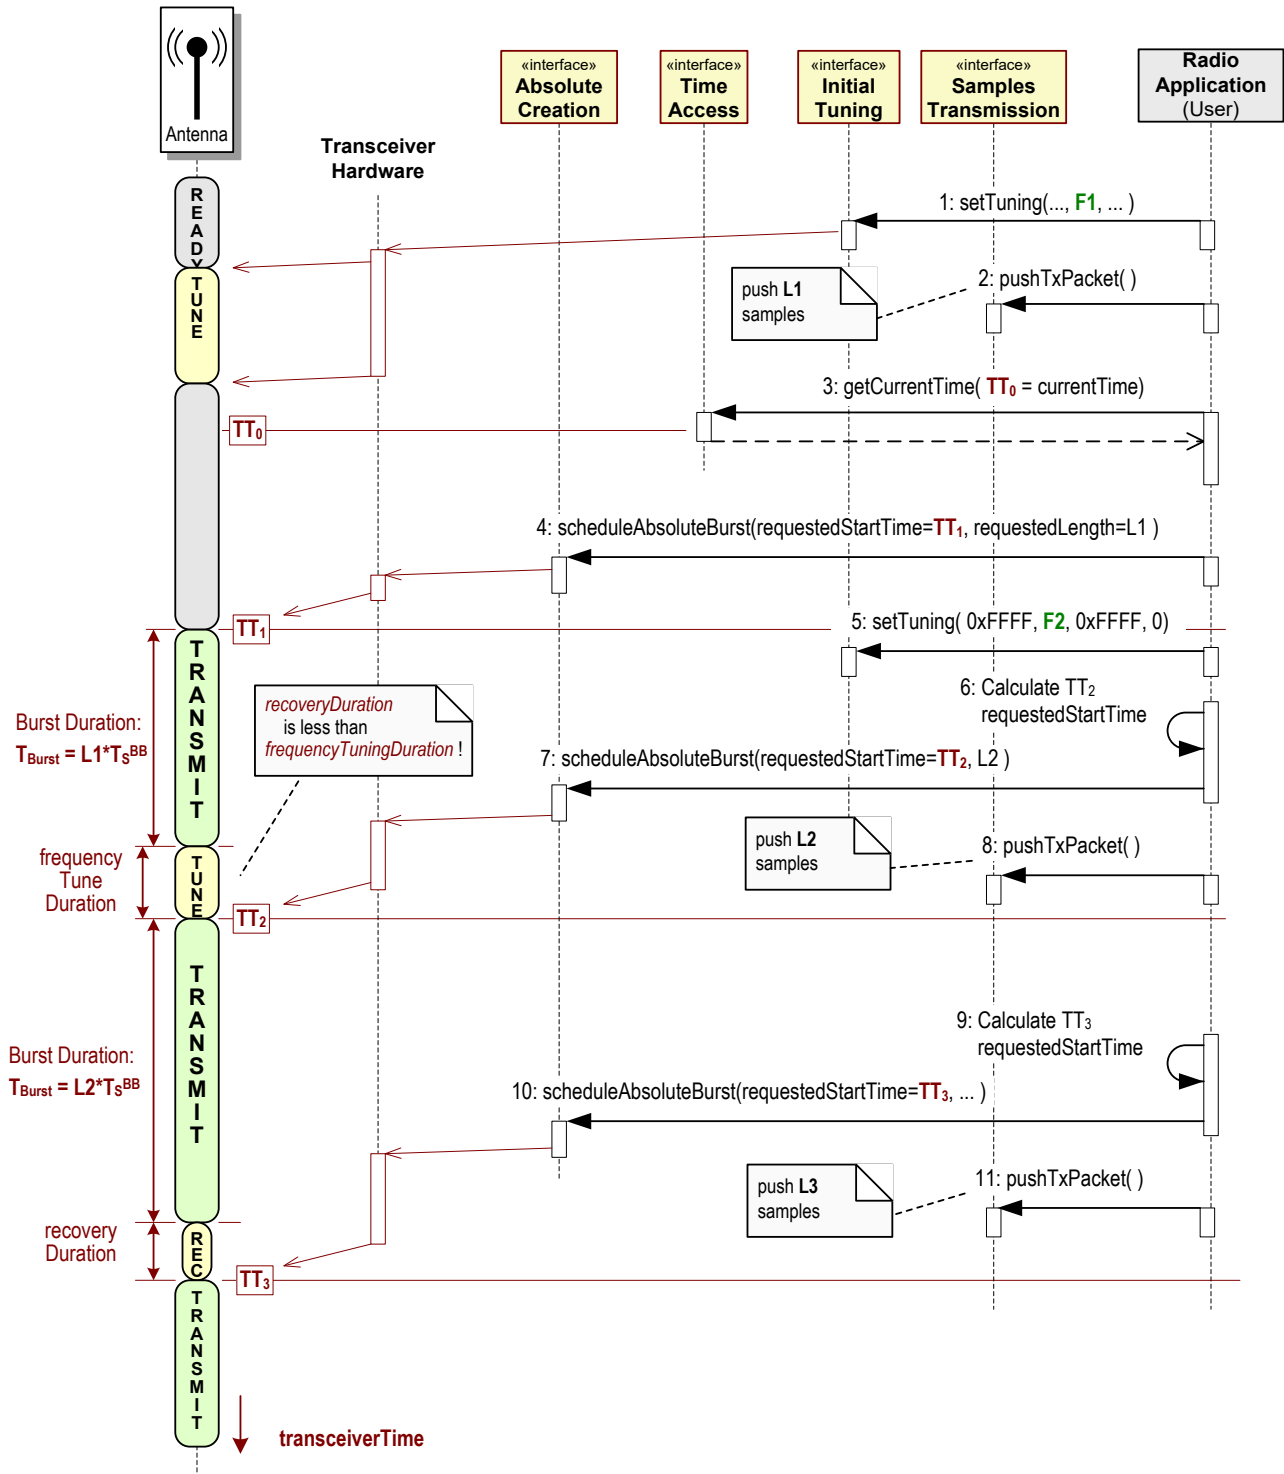 Antenna
«interface»
Absolute
Creation
«interface»
Time
Access
«interface»
Initial
Tuning
«interface»
Samples
Transmission
Radio
Application
(User)
Transceiver
Hardware
READY
1: setTuning(..., F1, ... )
TUNE
push L1
samples
2: pushTxPacket( )
3: getCurrentTime( TT0 = currentTime)
TT0
4: scheduleAbsoluteBurst(requestedStartTime=TT1, requestedLength=L1 )
TT1
5: setTuning( 0xFFFF, F2, 0xFFFF, 0)
TRANSMIT
Burst Duration:
TBurst = L1*TSBB
recoveryDuration
is less than
frequencyTuningDuration !
6: Calculate TT2
requestedStartTime
7: scheduleAbsoluteBurst(requestedStartTime=TT2, L2 )
push L2
samples
8: pushTxPacket( )
frequency
Tune
Duration
TUNE
TT2
TRANSMIT
Burst Duration:
TBurst = L2*TSBB
9: Calculate TT3
requestedStartTime
10: scheduleAbsoluteBurst(requestedStartTime=TT3, ... )
push L3
samples
11: pushTxPacket( )
recovery
Duration
REC
TT3
TRANSMIT
transceiverTime